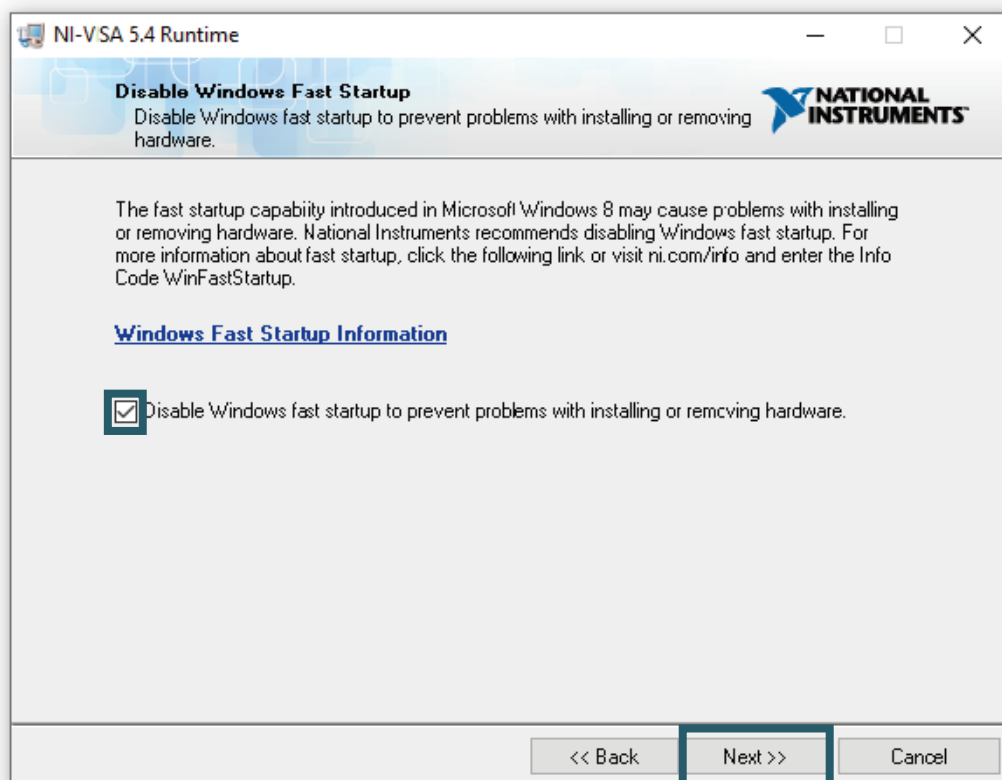 NI-VISA 5.4 Runtime
Disable Windows Fast Startup
Disable Windows fast startup to prevent problems with installing or removing
hardware.
NATIONAL
INSTRUMENTS™
The fast startup capability introduced in Microsoft Windows 8 may cause problems with installing
or removing hardware. National Instruments recommends disabling Windows fast startup. For
more information about fast startup, click the following link or visit ni.com/info and enter the Info
Code WinFastStartup.
Windows Fast Startup Information
Disable Windows fast startup to prevent problems with installing or removing hardware.
<< Back Next >> Cancel